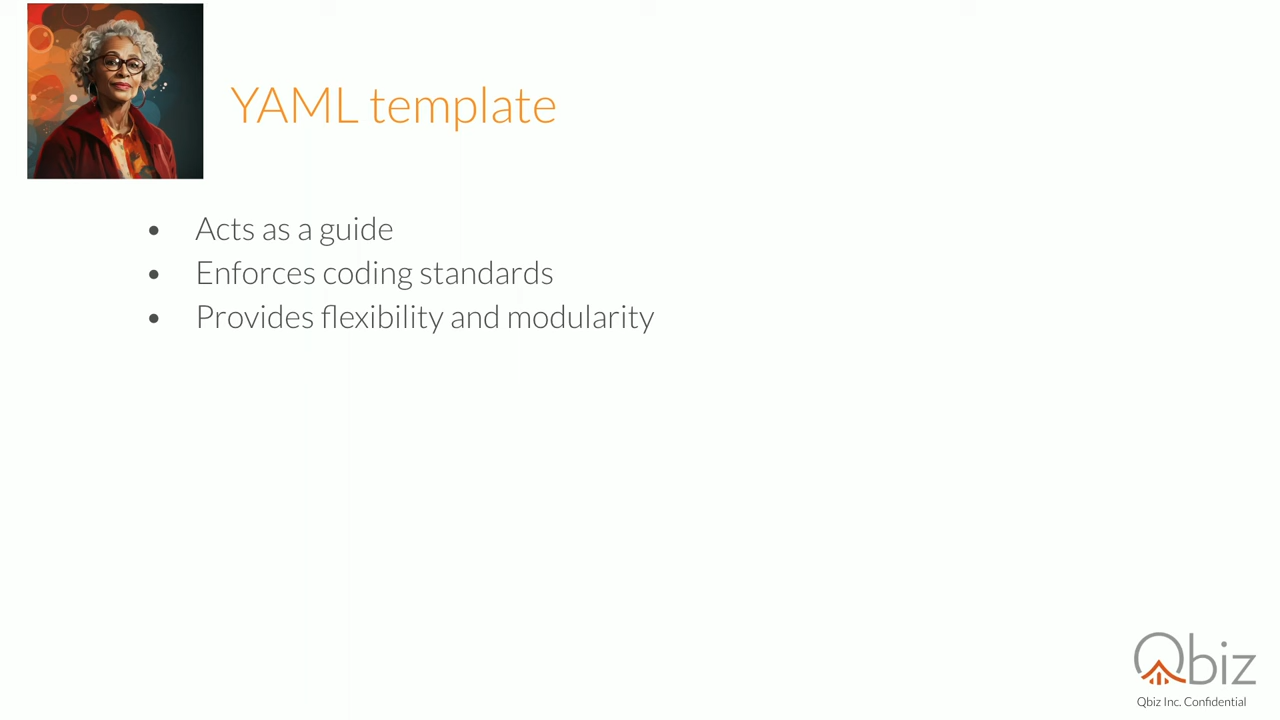 YAML template
• Acts as a guide
• Enforces coding standards
• Provides flexibility and modularity
Qbiz
Qbiz Inc. Confidential